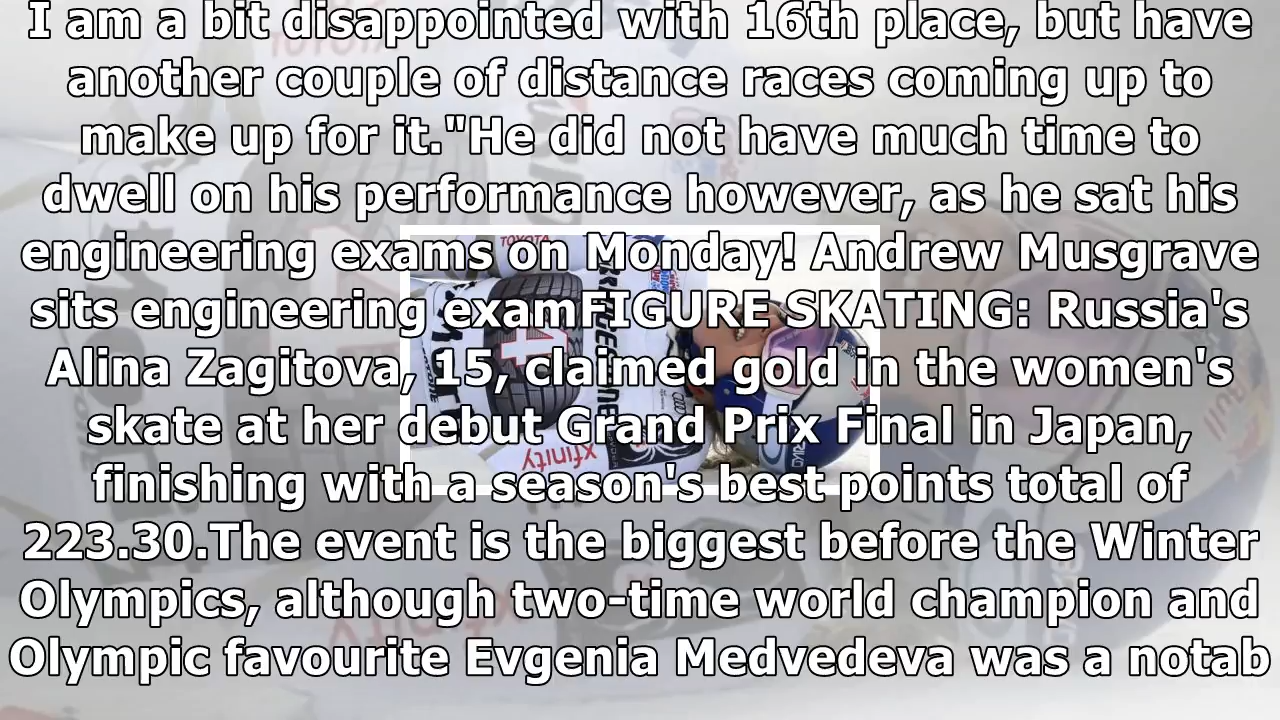 I am a bit disappointed with 16th place, but have
another couple of distance races coming up to
make up for it."He did not have much time to
dwell on his performance however, as he sat his
engineering exams on Monday! Andrew Musgrave
sits engineering examFIGURE SKATING: Russia's
Alina Zagitova, 15, claimed gold in the women's
skate at her debut Grand Prix Final in Japan,
finishing with a season's best points total of
223.30.The event is the biggest before the Winter
Olympics, although two-time world champion and
Olympic favourite Evgenia Medvedeva was a notab
TOYOTA
4
xfinity